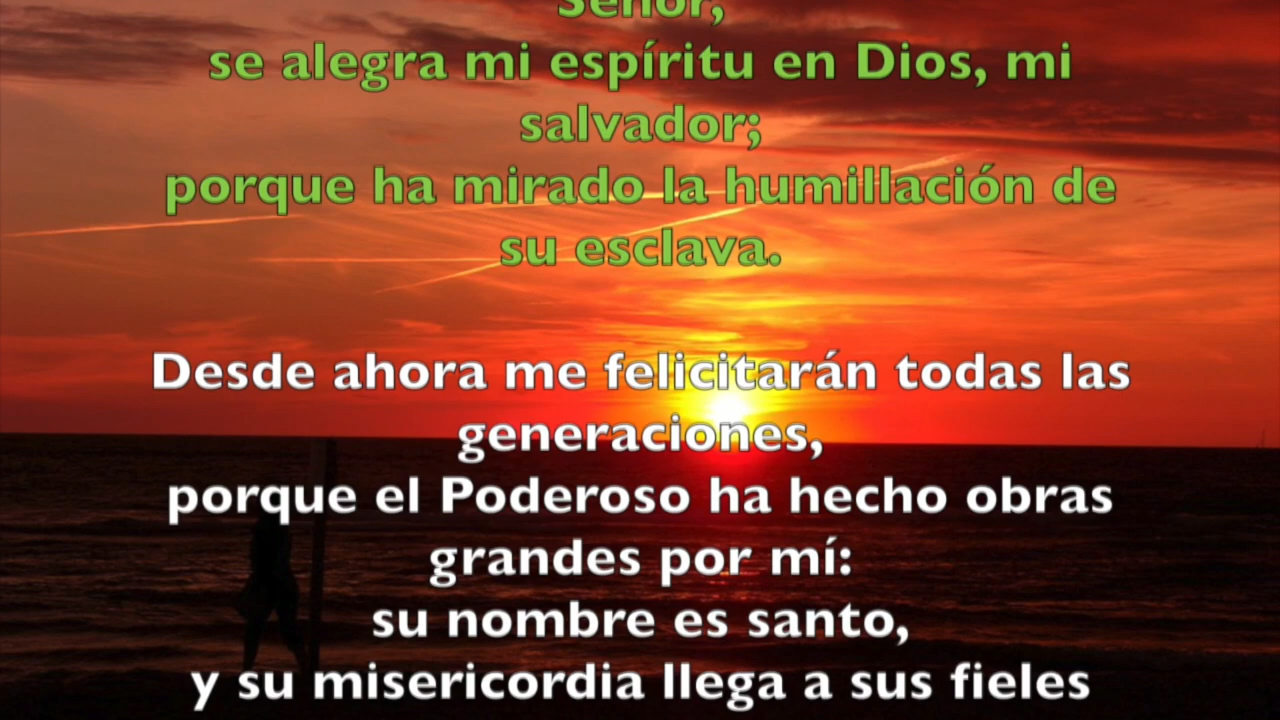 Señor,
se alegra mi espíritu en Dios, mi
salvador;
porque ha mirado la humillación de
su esclava.
Desde ahora me felicitarán todas las
generaciones,
porque el Poderoso ha hecho obras
grandes por mí:
su nombre es santo,
y su misericordia llega a sus fieles